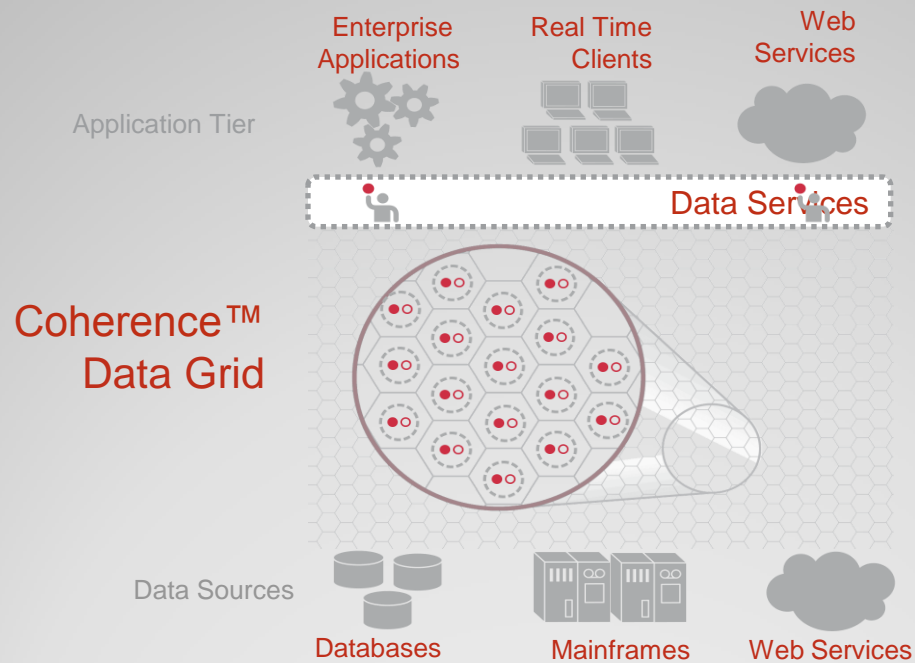 Enterprise
Applications
Real Time
Clients
Web
Services
Application Tier
Data Services
Coherence™
Data Grid
Data Sources
Databases
Mainframes
Web Services